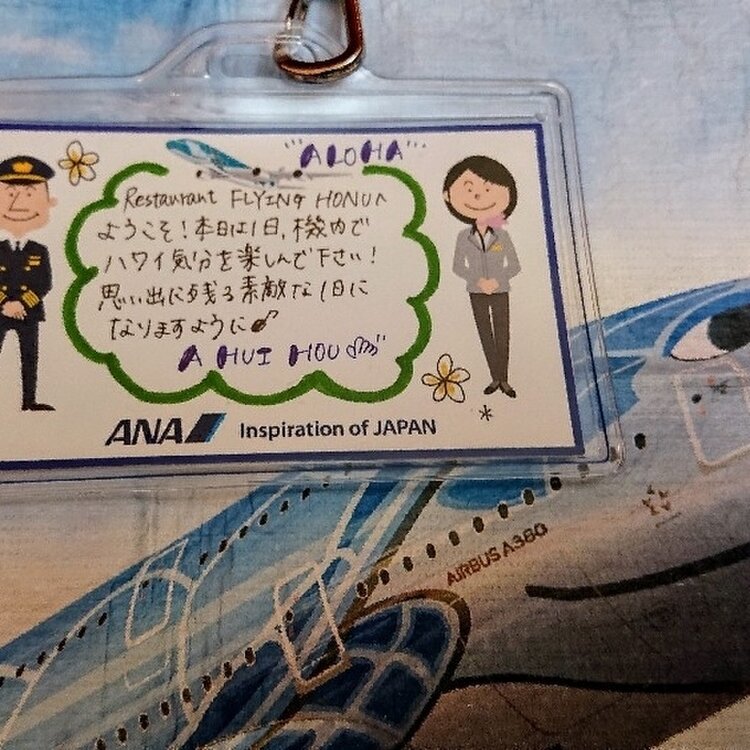 "ALOHA"
Restaurant FLYING HONUへ
ようこそ！本日は1日、機内で
ハワイ気分を楽しんで下さい！
思い出に残る素敵な1日に
なりますように♪
A HUI HOU
ANA Inspiration of JAPAN
AIRBUS A380